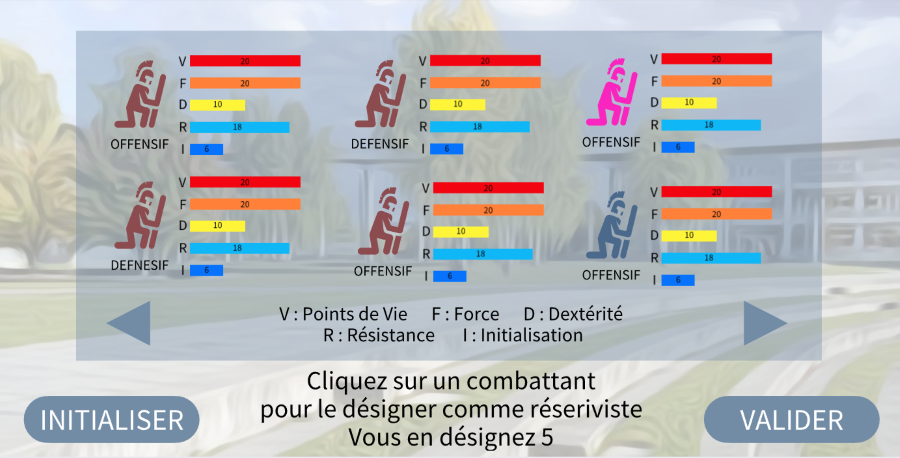 V 20
F 20
D 10
R 18
I 6
OFFENSIF
V 20
F 20
D 10
R 18
I 6
DEFENSIF
V 20
F 20
D 10
R 18
I 6
OFFENSIF
V 20
F 20
D 10
R 18
I 6
DEFNESIF
V 20
F 20
D 10
R 18
I 6
OFFENSIF
V 20
F 20
D 10
R 18
I 6
OFFENSIF
V : Points de Vie F : Force D : Dextérité
R : Résistance I : Initialisation
Cliquez sur un combattant
pour le désigner comme réseriviste
Vous en désignez 5
INITIALISER
VALIDER